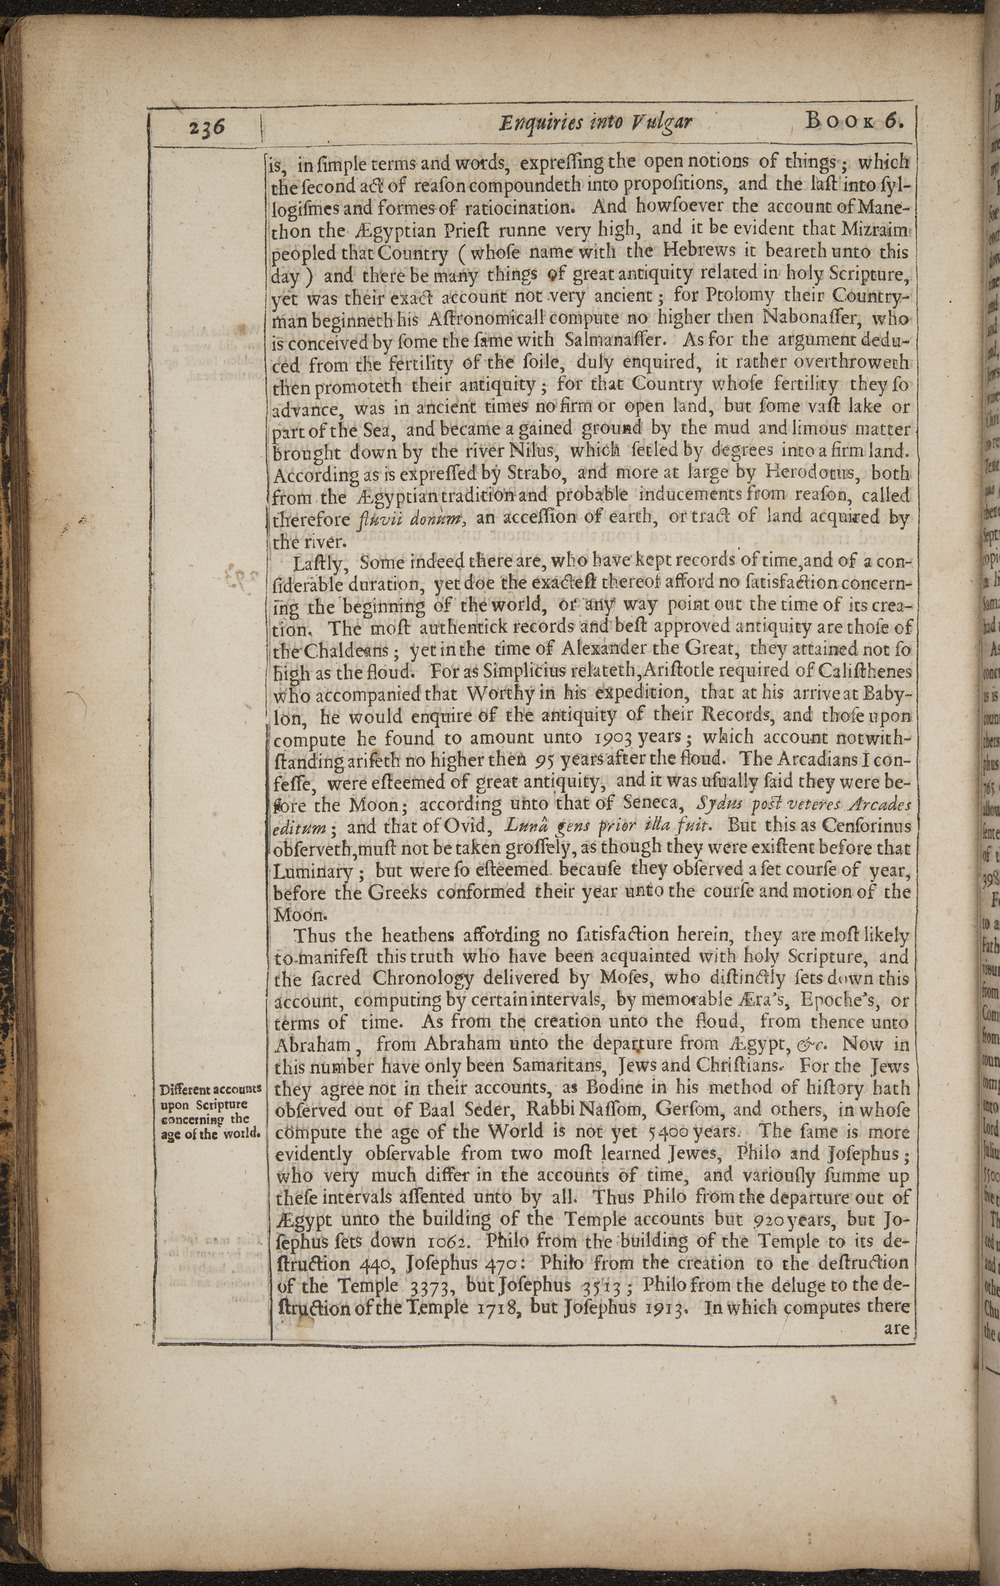 236 Enquiries into Vulgar Book 6.
is, in ſimple terms and words, expreſſing the open notions of things; which
the ſecond act of reaſon compoundeth into propoſitions, and the laſt into ſyl-
logiſmes and formes of ratiocination. And howſoever the account of Mane-
thon the Ægyptian Prieſt runne very high, and it be evident that Mizraim
peopled that Country ( whoſe name with the Hebrews it beareth unto this
day ) and there be many things of great antiquity related in holy Scripture,
yet was their exact account not very ancient; for Ptolomy their Country-
man beginneth his Aſtronomicall compute no higher then Nabonaſſer, who
is conceived by ſome the ſame with Salmanaſſer. As for the argument dedu-
ced from the fertility of the ſoile, duly enquired, it rather overthroweth
then promoteth their antiquity; for that Country whoſe fertility they ſo
advance, was in ancient times no firm or open land, but ſome vaſt lake or
part of the Sea, and became a gained ground by the mud and limous matter
brought down by the river Nilus, which ſetled by degrees into a firm land.
According as is expreſſed by Strabo, and more at large by Herodotus, both
from the Ægyptian tradition and probable inducements from reaſon, called
therefore fluvii donum, an acceſſion of earth, or tract of land acquired by
the river.
Laſtly, Some indeed there are, who have kept records of time, and of a con-
ſiderable duration, yet doe the exacteſt thereof afford no ſatisfaction concern-
ing the beginning of the world, or any way point out the time of its crea-
tion. The moſt authentick records and beſt approved antiquity are thoſe of
the Chaldeans; yet in the time of Alexander the Great, they attained not ſo
high as the floud. For as Simplicius relateth, Ariſtotle required of Caliſthenes
who accompanied that Worthy in his expedition, that at his arrive at Baby-
lon, he would enquire of the antiquity of their Records, and thoſe upon
compute he found to amount unto 1903 years; which account notwith-
ſtanding ariſeth no higher then 95 years after the floud. The Arcadians I con-
feſſe, were eſteemed of great antiquity, and it was uſually ſaid they were be-
fore the Moon; according unto that of Seneca, Sydus poſt veteres Arcades
editum; and that of Ovid, Lunâ gens prior illa fuit. But this as Cenſorinus
obſerveth, muſt not be taken groſſely, as though they were exiſtent before that
Luminary; but were ſo eſteemed becauſe they obſerved a ſet courſe of year,
before the Greeks conformed their year unto the courſe and motion of the
Moon.
Thus the heathens affording no ſatisfaction herein, they are moſt likely
to manifeſt this truth who have been acquainted with holy Scripture, and
the ſacred Chronology delivered by Moſes, who diſtinctly ſets down this
account, computing by certain intervals, by memorable Æra's, Epoche's, or
terms of time. As from the creation unto the floud, from thence unto
Abraham, from Abraham unto the departure from Ægypt, &c. Now in
this number have only been Samaritans, Jews and Chriſtians. For the Jews
Different accounts
upon Scripture
concerning the
age of the world.
they agree not in their accounts, as Bodine in his method of hiſtory hath
obſerved out of Baal Seder, Rabbi Naſſom, Gerſom, and others, in whoſe
compute the age of the World is not yet 5400 years. The ſame is more
evidently obſervable from two moſt learned Jewes, Philo and Joſephus;
who very much differ in the accounts of time, and variouſly ſumme up
theſe intervals aſſented unto by all. Thus Philo from the departure out of
Ægypt unto the building of the Temple accounts but 920 years, but Jo-
ſephus ſets down 1062. Philo from the building of the Temple to its de-
ſtruction 440, Joſephus 470: Philo from the creation to the deſtruction
of the Temple 3373, but Joſephus 3513; Philo from the deluge to the de-
ſtruction of the Temple 1718, but Joſephus 1913. In which computes there
are